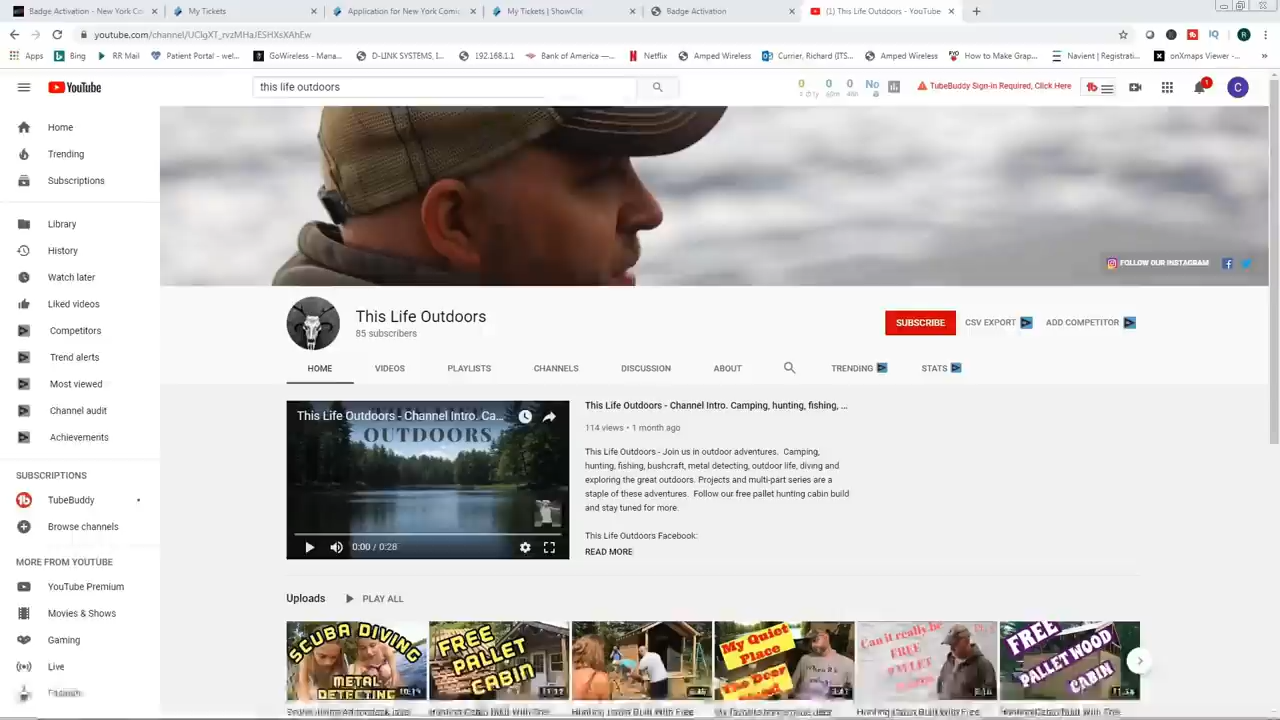 Badge Activation - New York Co
My Tickets
Application for New York Comic
My Tickets | ShowClix
Badge Activation
(1) This Life Outdoors - YouTube
youtube.com/channel/UClgXT_rvzMHaJESHXsXAhEw
Apps
Bing
RR Mail
Patient Portal - wel...
GoWireless - Mana...
D-LINK SYSTEMS, I...
192.168.1.1
Bank of America —...
Netflix
Amped Wireless
Currier, Richard (ITS...
Amped Wireless
How to Make Grap...
Navient | Registratio...
onXmaps Viewer -...
YouTube
this life outdoors
0 0 0 No
TubeBuddy Sign-In Required, Click Here
1
C
Home
Trending
Subscriptions
Library
History
Watch later
Liked videos
Competitors
Trend alerts
Most viewed
Channel audit
Achievements
SUBSCRIPTIONS
TubeBuddy
Browse channels
MORE FROM YOUTUBE
YouTube Premium
Movies & Shows
Gaming
Live
FOLLOW OUR INSTAGRAM
This Life Outdoors
85 subscribers
SUBSCRIBE
CSV EXPORT
ADD COMPETITOR
HOME
VIDEOS
PLAYLISTS
CHANNELS
DISCUSSION
ABOUT
TRENDING
STATS
This Life Outdoors - Channel Intro. Ca...
OUTDOORS
0:00 / 0:28
This Life Outdoors - Channel Intro. Camping, hunting, fishing, ...
114 views • 1 month ago
This Life Outdoors - Join us in outdoor adventures. Camping,
hunting, fishing, bushcraft, metal detecting, outdoor life, diving and
exploring the great outdoors. Projects and multi-part series are a
staple of these adventures. Follow our free pallet hunting cabin build
and stay tuned for more.
This Life Outdoors Facebook:
READ MORE
Uploads
PLAY ALL
SCUBA DIVING
METAL
DETECTING
FREE
PALLET
CABIN
My Quiet
Place
The Deer
Can it really be
FREE
FREE
PALLET WOOD
CABIN